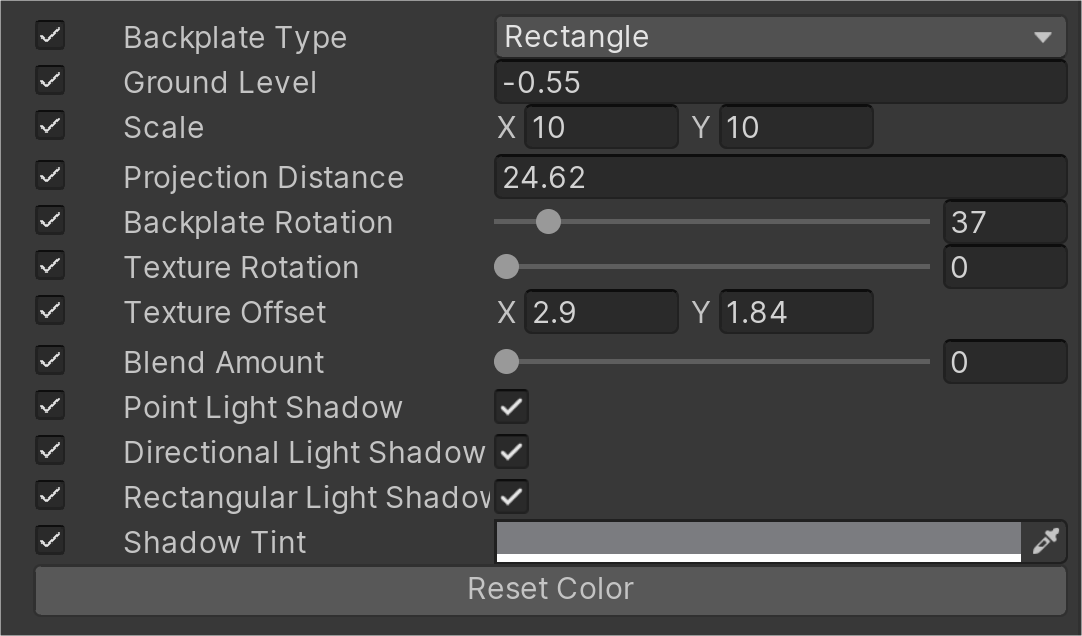 Backplate Type Rectangle
Ground Level -0.55
Scale X 10 Y 10
Projection Distance 24.62
Backplate Rotation 37
Texture Rotation 0
Texture Offset X 2.9 Y 1.84
Blend Amount 0
Point Light Shadow
Directional Light Shadow
Rectangular Light Shadow
Shadow Tint
Reset Color